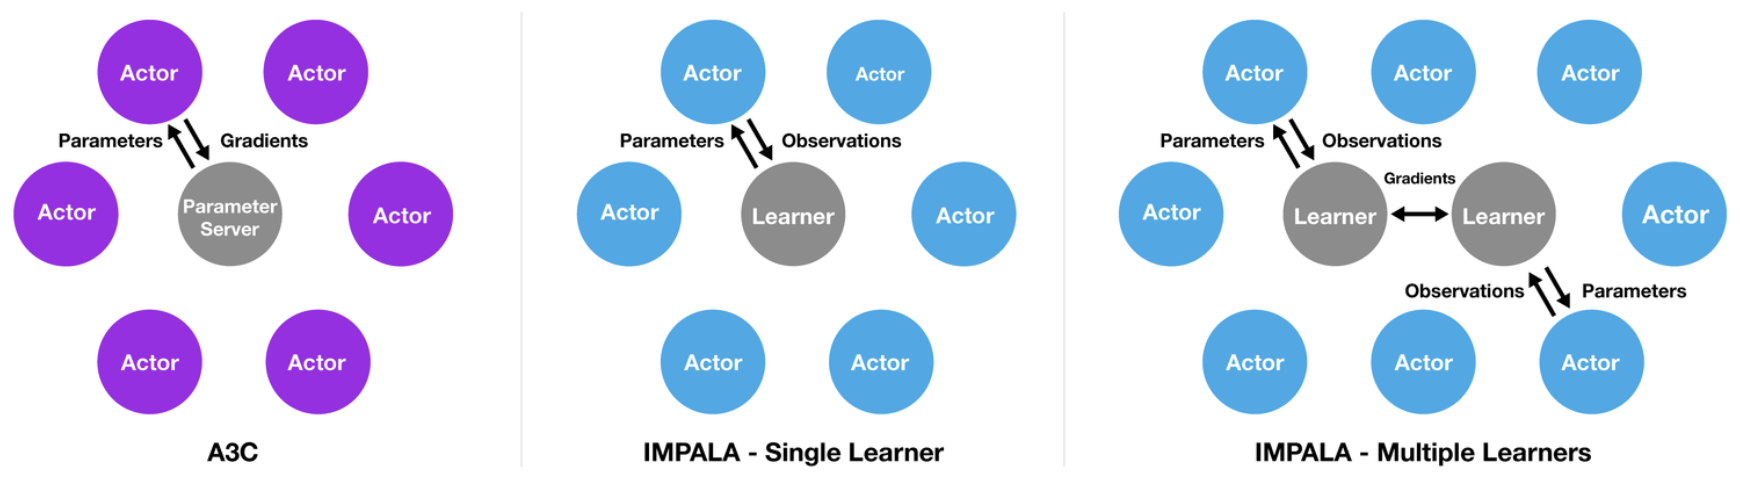 Actor
Actor
Parameters
Gradients
Actor
Parameter
Server
Actor
Actor
Actor
A3C
Actor
Actor
Parameters
Observations
Actor
Learner
Actor
Actor
Actor
IMPALA - Single Learner
Actor
Actor
Actor
Parameters
Observations
Gradients
Actor
Learner
Learner
Actor
Observations
Parameters
Actor
Actor
Actor
IMPALA - Multiple Learners